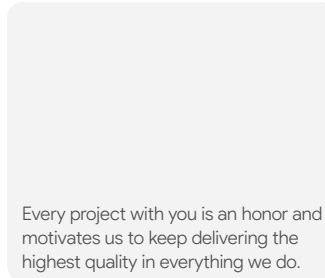 Every project with you is an honor and
motivates us to keep delivering the
highest quality in everything we do.